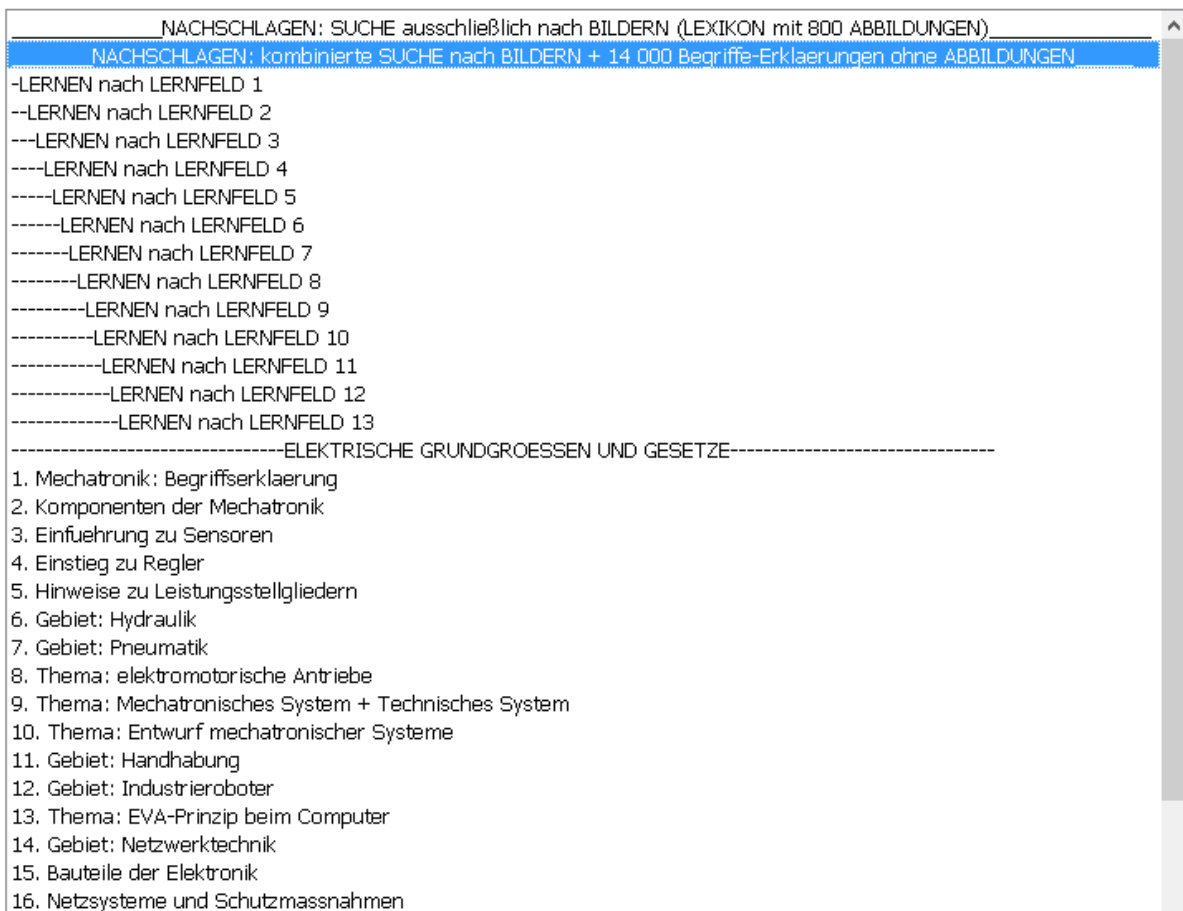 ____________________NACHSCHLAGEN: SUCHE ausschließlich nach BILDERN (LEXIKON mit 800 ABBILDUNGEN)____________________
NACHSCHLAGEN: kombinierte SUCHE nach BILDERN + 14 000 Begriffe-Erklaerungen ohne ABBILDUNGEN
-LERNEN nach LERNFELD 1
--LERNEN nach LERNFELD 2
---LERNEN nach LERNFELD 3
----LERNEN nach LERNFELD 4
-----LERNEN nach LERNFELD 5
------LERNEN nach LERNFELD 6
-------LERNEN nach LERNFELD 7
--------LERNEN nach LERNFELD 8
---------LERNEN nach LERNFELD 9
----------LERNEN nach LERNFELD 10
-----------LERNEN nach LERNFELD 11
------------LERNEN nach LERNFELD 12
-------------LERNEN nach LERNFELD 13
---------------------------------ELEKTRISCHE GRUNDGROESSEN UND GESETZE--------------------------------
1. Mechatronik: Begriffserklaerung
2. Komponenten der Mechatronik
3. Einfuehrung zu Sensoren
4. Einstieg zu Regler
5. Hinweise zu Leistungsstellgliedern
6. Gebiet: Hydraulik
7. Gebiet: Pneumatik
8. Thema: elektromotorische Antriebe
9. Thema: Mechatronisches System + Technisches System
10. Thema: Entwurf mechatronischer Systeme
11. Gebiet: Handhabung
12. Gebiet: Industrieroboter
13. Thema: EVA-Prinzip beim Computer
14. Gebiet: Netzwerktechnik
15. Bauteile der Elektronik
16. Netzsysteme und Schutzmassnahmen